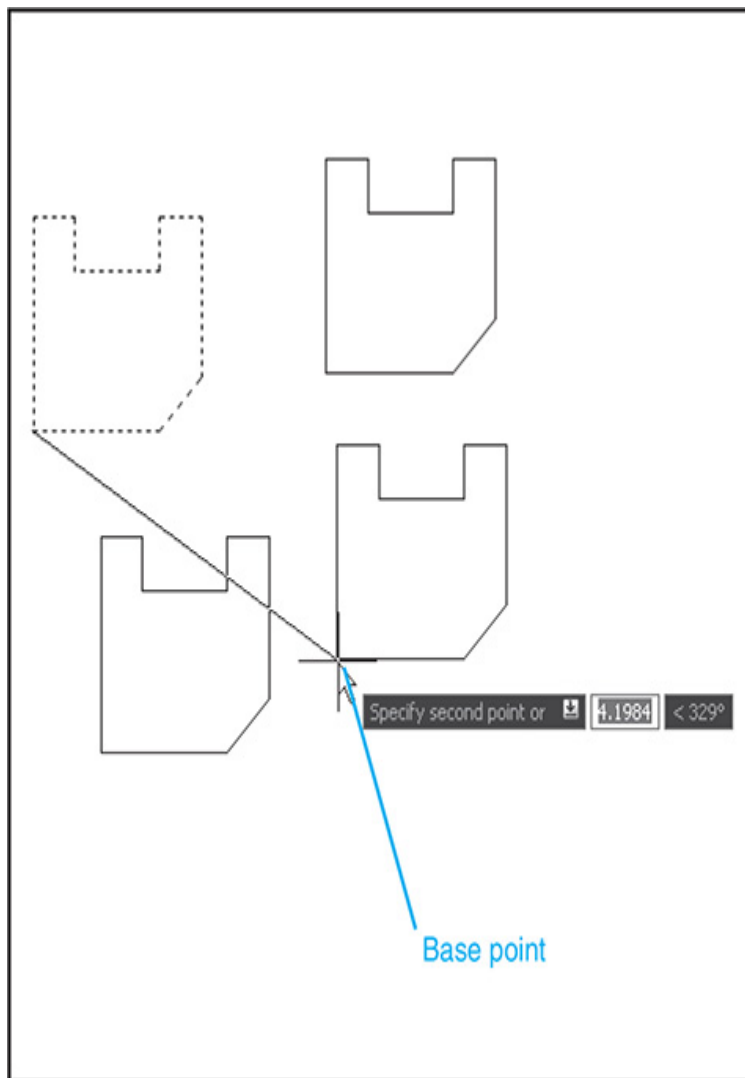 Specify second point or 4.1984 < 329°
Base point